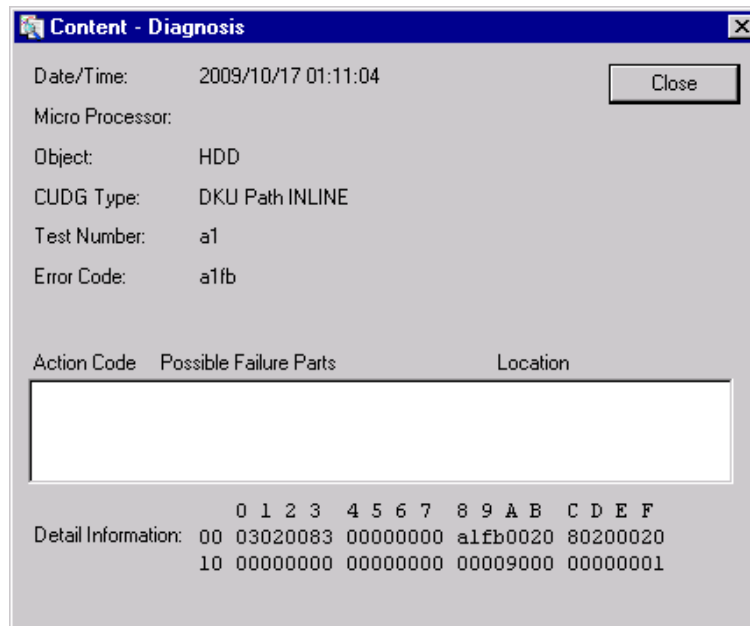 Content - Diagnosis
Date/Time: 2009/10/17 01:11:04
Close
Micro Processor:
Object: HDD
CUDG Type: DKU Path INLINE
Test Number: a1
Error Code: a1fb
Action Code Possible Failure Parts Location
0 1 2 3 4 5 6 7 8 9 A B C D E F
Detail Information: 00 03020083 00000000 a1fb0020 80200020
10 00000000 00000000 00009000 00000001